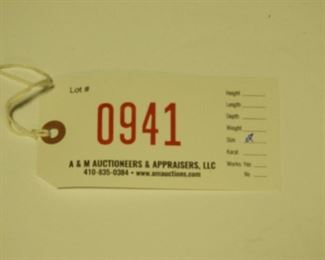 Lot #
0941
A & M AUCTIONEERS & APPRAISERS, LLC
410-835-0384 • www.amauctions.com
Height
Length
Depth
Weight
Size
Karat
Works: Yes
No